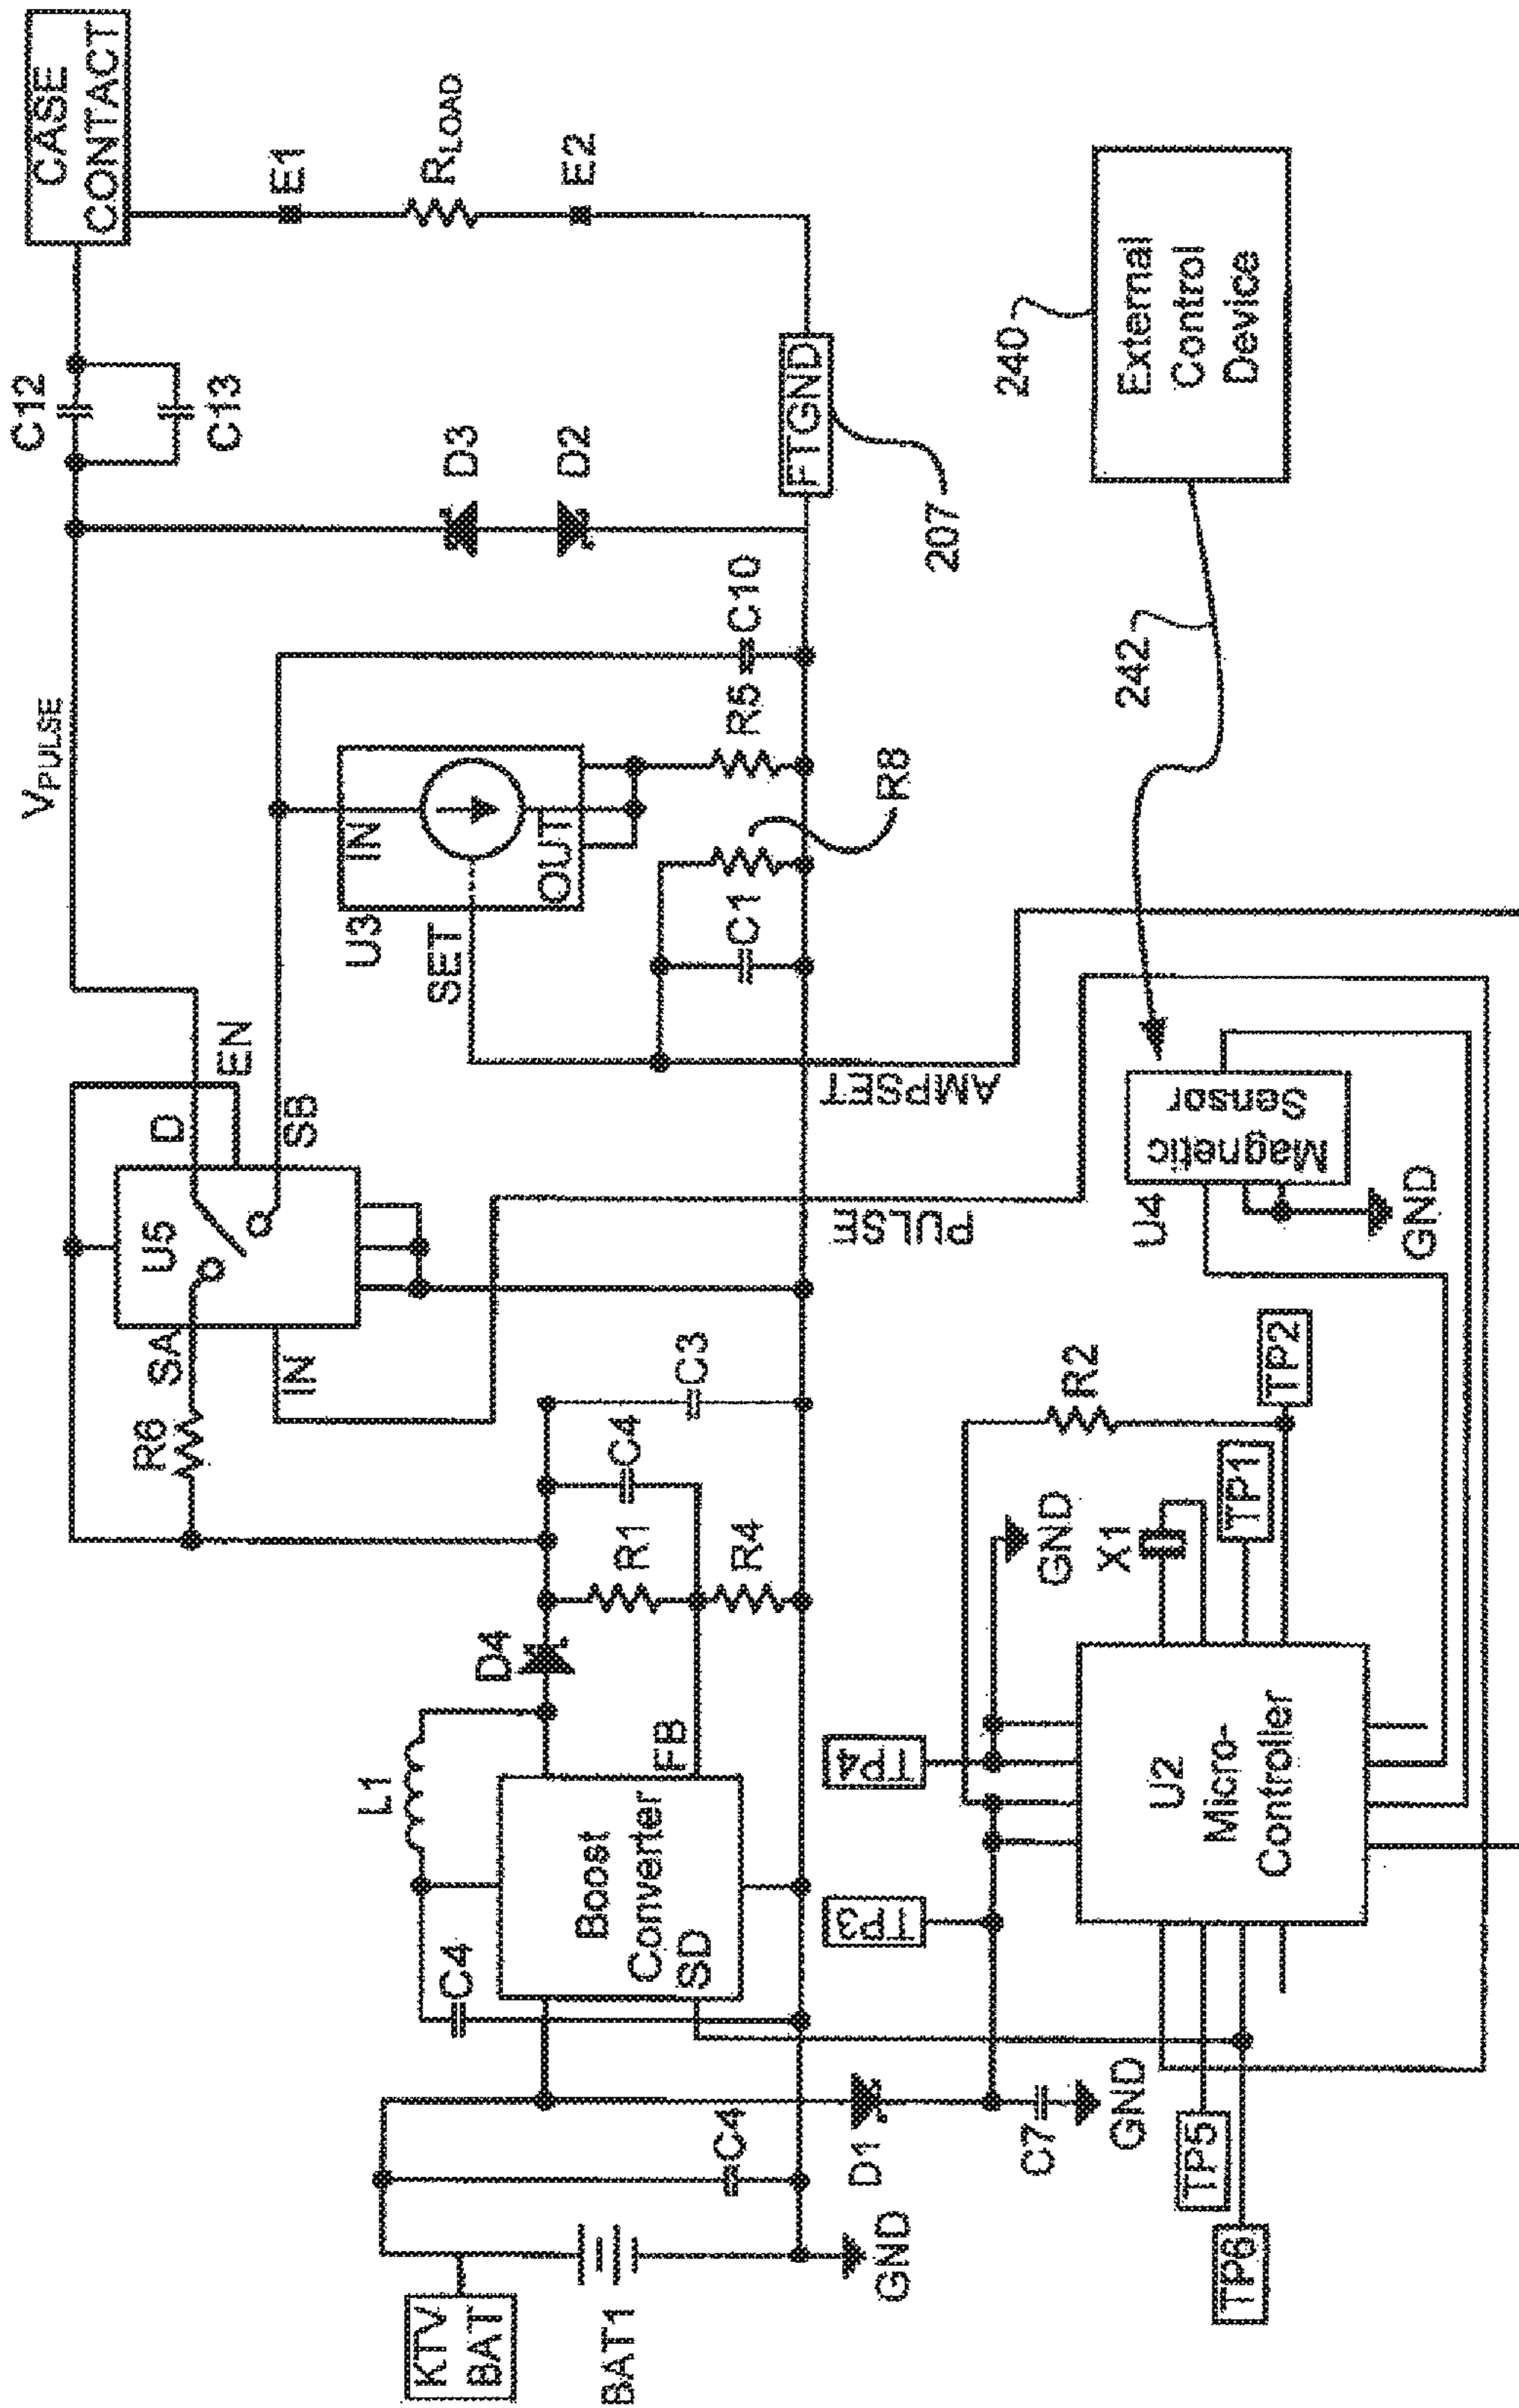 CASE
CONTACT
C12
C13
VPULSE
E1
RLOAD
E2
D3
D2
FTGND
207
C10
R5
R8
C1
U3
IN
OUT
SET
D
EN
SB
U5
SA
IN
R6
C3
C4
R1
R4
D4
L1
FB
Boost
Converter
SD
C4
C4
KTV
BAT
BAT1
GND
D1
C7
GND
TP3
TP4
GND
R2
X1
TP1
TP2
U2
Micro-
Controller
TP5
TP6
PULSE
AMPSET
U4
Magnetic
Sensor
GND
242
240
External
Control
Device